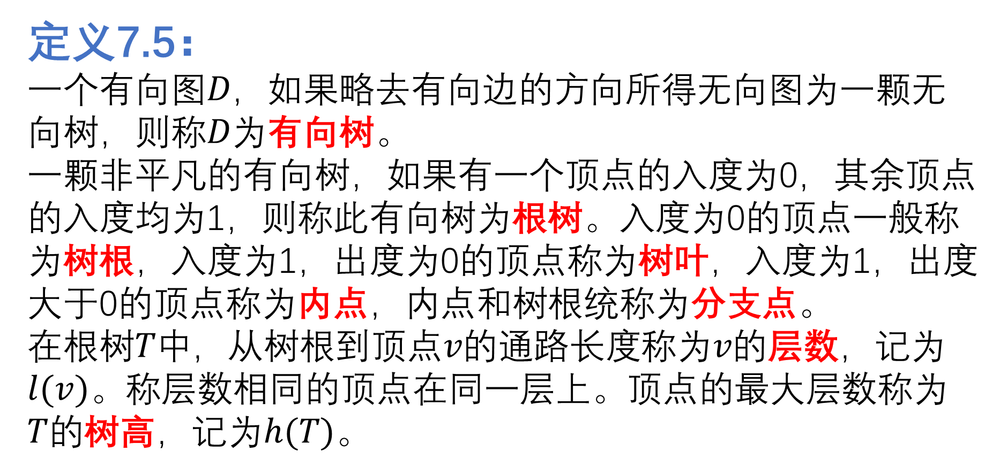 定义7.5：
一个有向图D，如果略去有向边的方向所得无向图为一颗无
向树，则称D为有向树。
一颗非平凡的有向树，如果有一个顶点的入度为0，其余顶点
的入度均为1，则称此有向树为根树。入度为0的顶点一般称
为树根，入度为1，出度为0的顶点称为树叶，入度为1，出度
大于0的顶点称为内点，内点和树根统称为分支点。
在根树T中，从树根到顶点v的通路长度称为v的层数，记为
l(v)。称层数相同的顶点在同一层上。顶点的最大层数称为
T的树高，记为h(T)。